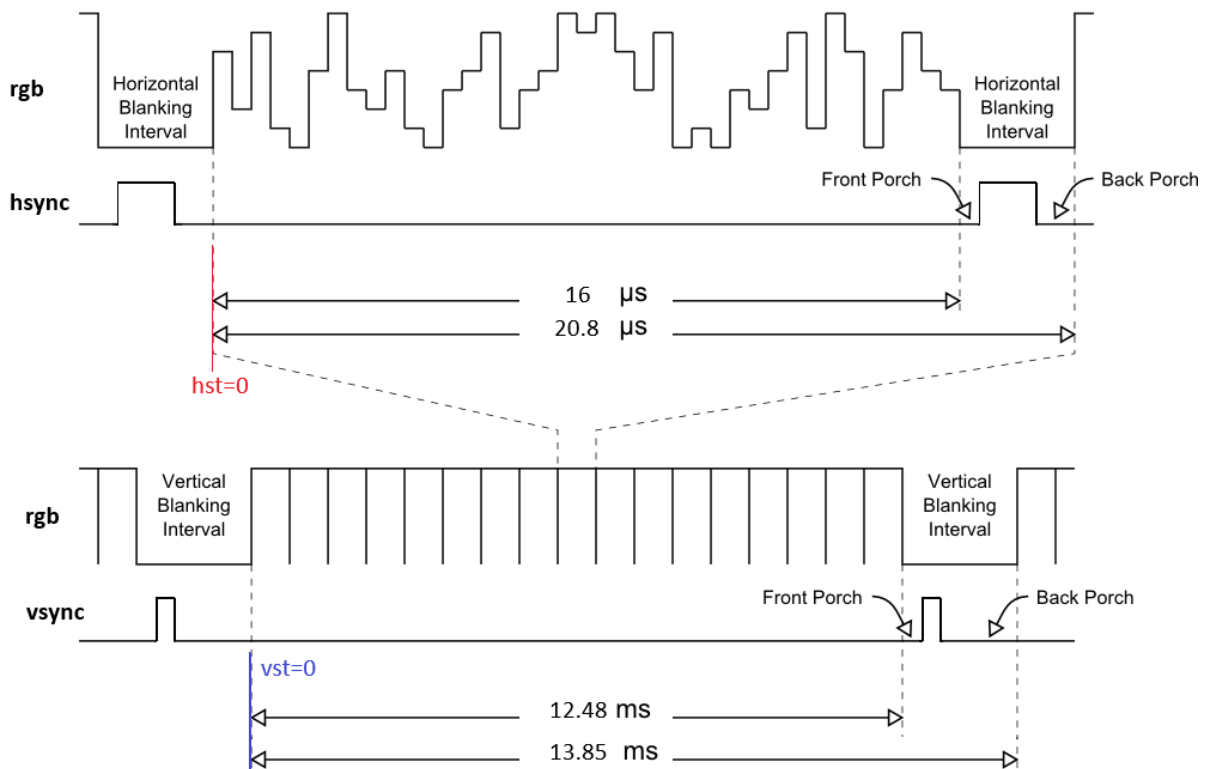 rgb
Horizontal
Blanking
Interval
Horizontal
Blanking
Interval
hsync
Front Porch
Back Porch
16 μs
20.8 μs
hst=0
rgb
Vertical
Blanking
Interval
Vertical
Blanking
Interval
vsync
Front Porch
Back Porch
vst=0
12.48 ms
13.85 ms